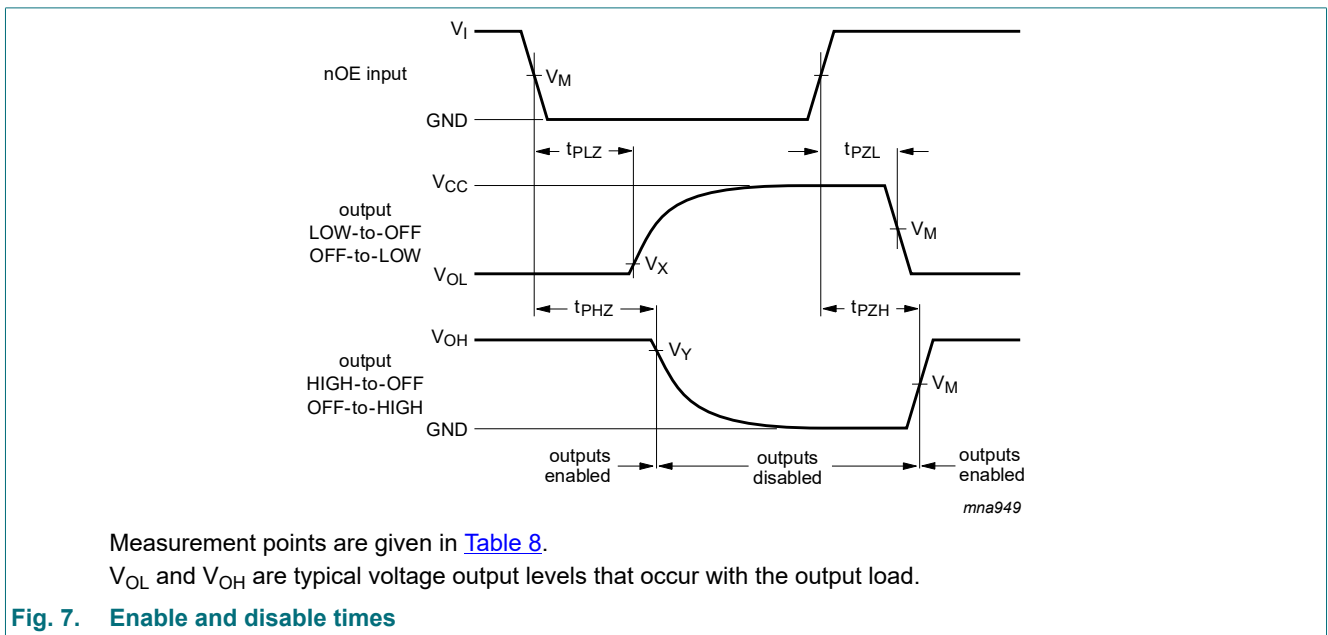 VI
nOE input
VM
GND
tPLZ
tPZL
VCC
output
LOW-to-OFF
OFF-to-LOW
VM
VX
VOL
tPHZ
tPZH
VOH
output
HIGH-to-OFF
OFF-to-HIGH
VY
VM
GND
outputs
enabled
outputs
disabled
outputs
enabled
mna949
Measurement points are given in Table 8.
VOL and VOH are typical voltage output levels that occur with the output load.
Fig. 7. Enable and disable times